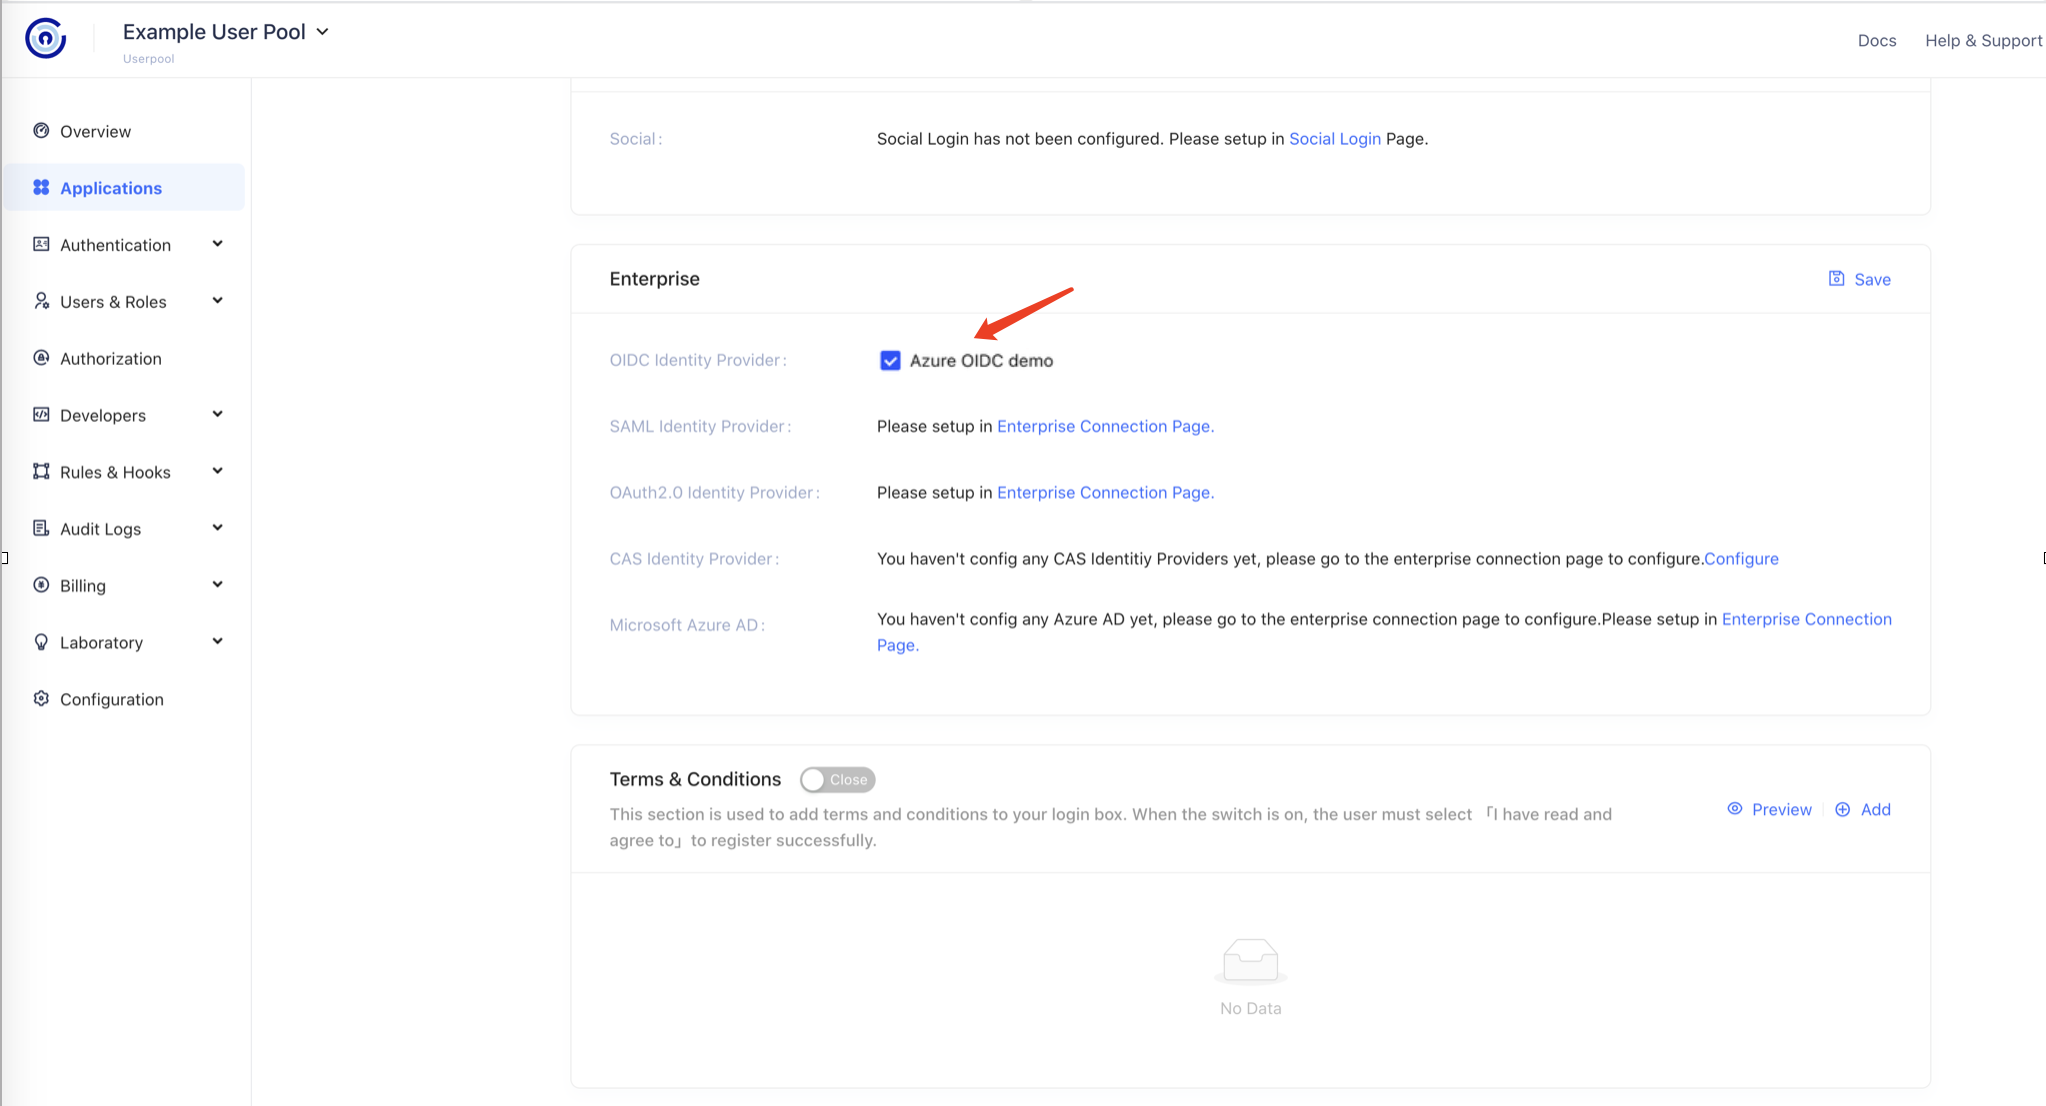 Example User Pool
Userpool
Docs
Help & Support
Overview
Applications
Authentication
Users & Roles
Authorization
Developers
Rules & Hooks
Audit Logs
Billing
Laboratory
Configuration
Social :
Social Login has not been configured. Please setup in Social Login Page.
Enterprise
Save
OIDC Identity Provider :
Azure OIDC demo
SAML Identity Provider :
Please setup in Enterprise Connection Page.
OAuth2.0 Identity Provider :
Please setup in Enterprise Connection Page.
CAS Identity Provider :
You haven't config any CAS Identitiy Providers yet, please go to the enterprise connection page to configure.Configure
Microsoft Azure AD :
You haven't config any Azure AD yet, please go to the enterprise connection page to configure.Please setup in Enterprise Connection
Page.
Terms & Conditions
Close
This section is used to add terms and conditions to your login box. When the switch is on, the user must select 「I have read and
agree to」 to register successfully.
Preview
Add
No Data